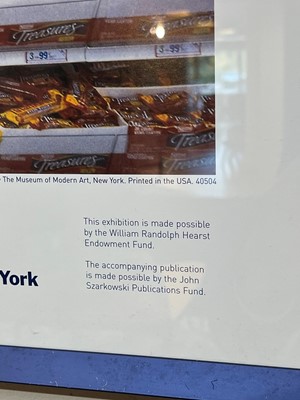 Treasures
3-99¢
3-99¢
Treasures
Treasures
The Museum of Modern Art, New York. Printed in the USA. 40504
This exhibition is made possible
by the William Randolph Hearst
Endowment Fund.
The accompanying publication
is made possible by the John
Szarkowski Publications Fund.
York